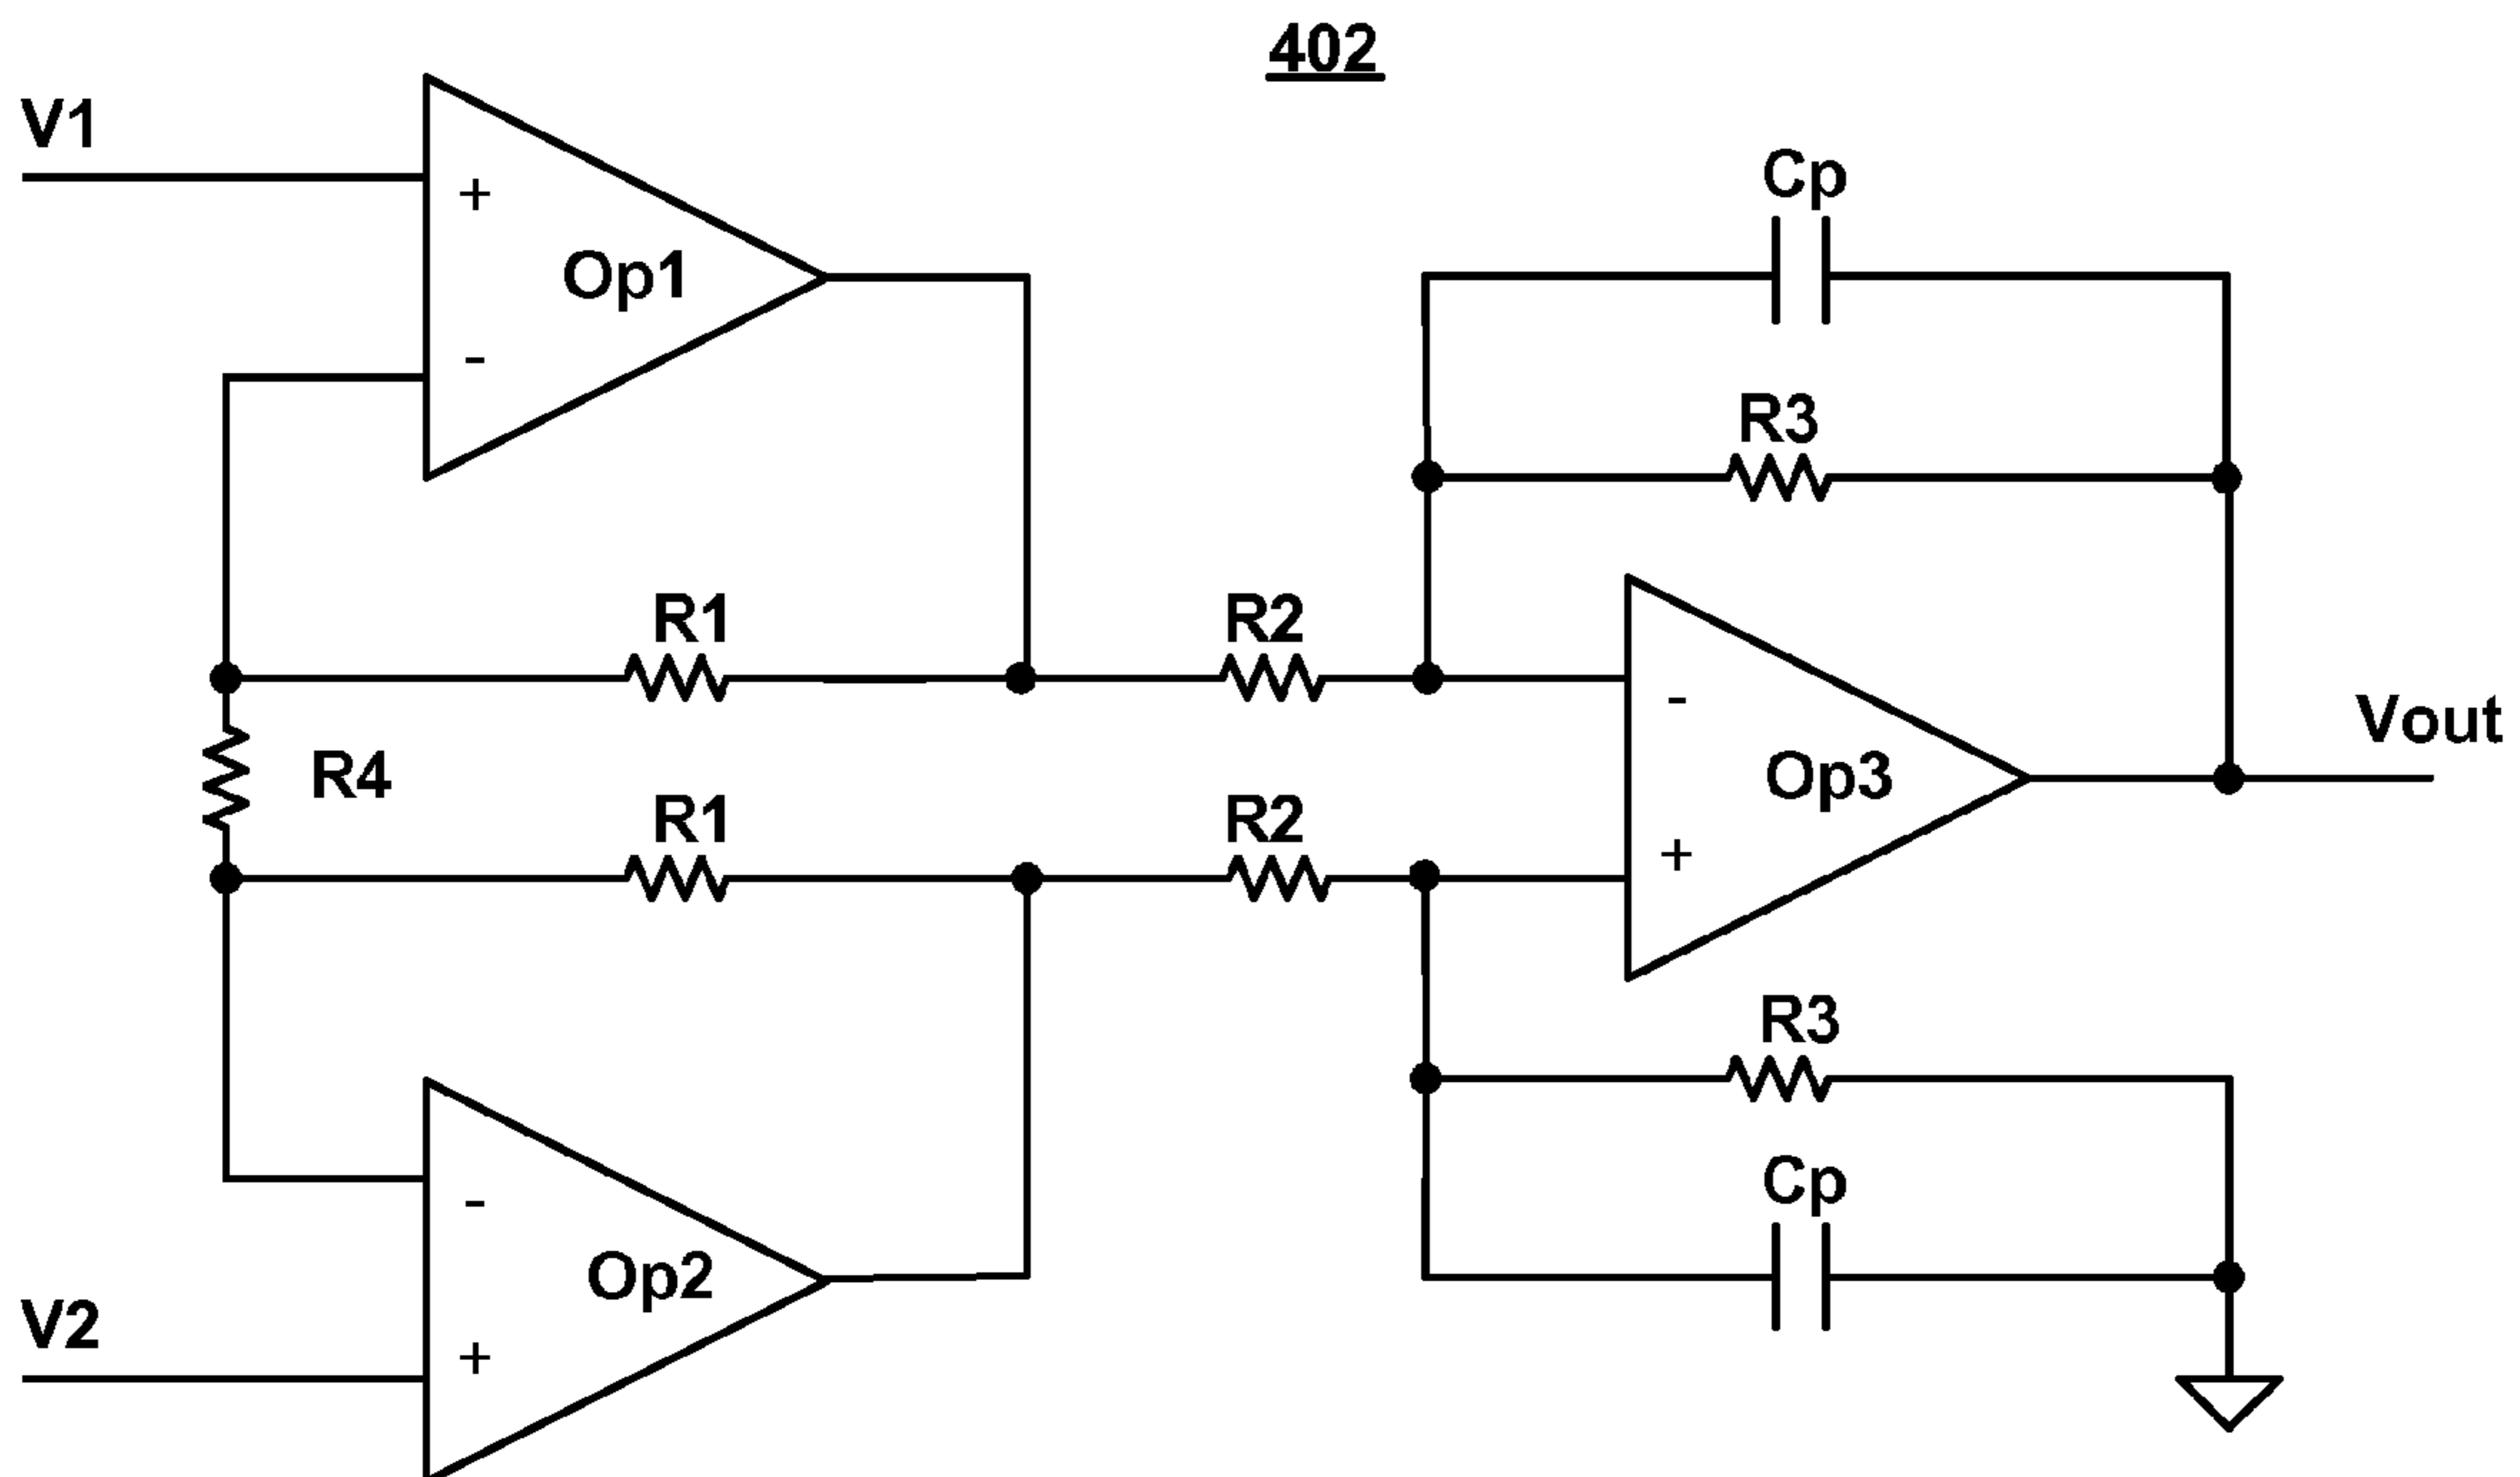 402
V1
+
Op1
-
Cp
R3
R1
R2
-
Vout
R4
Op3
R1
R2
+
R3
Cp
-
Op2
V2
+